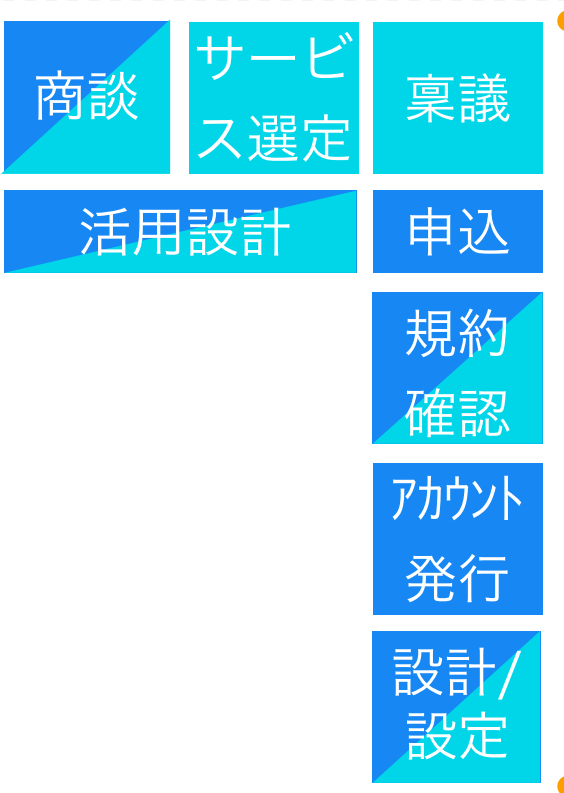 商談
サービ
ス選定
稟議
活用設計
申込
規約
確認
ｱｶｳﾝﾄ
発行
設計/
設定